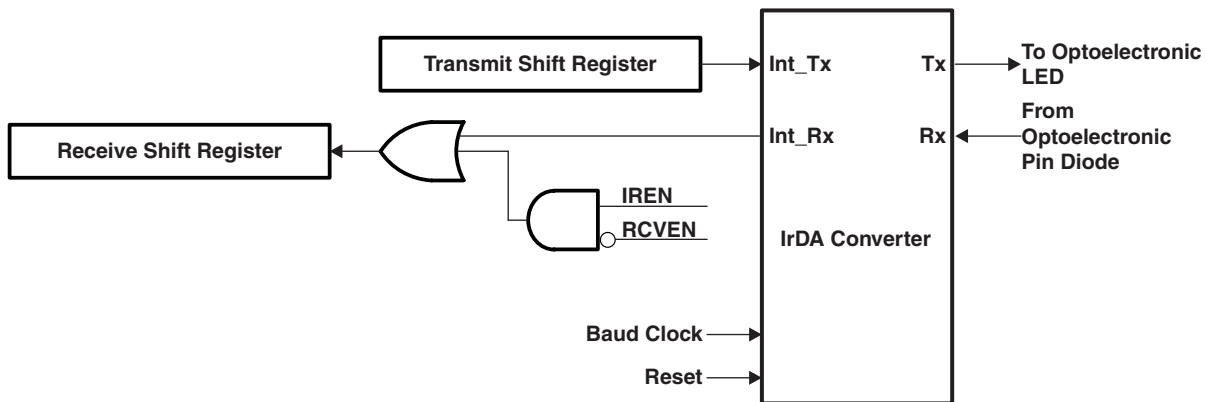 Transmit Shift Register
Int_Tx
Tx
To Optoelectronic
LED
Receive Shift Register
Int_Rx
Rx
From
Optoelectronic
Pin Diode
IREN
RCVEN
IrDA Converter
Baud Clock
Reset